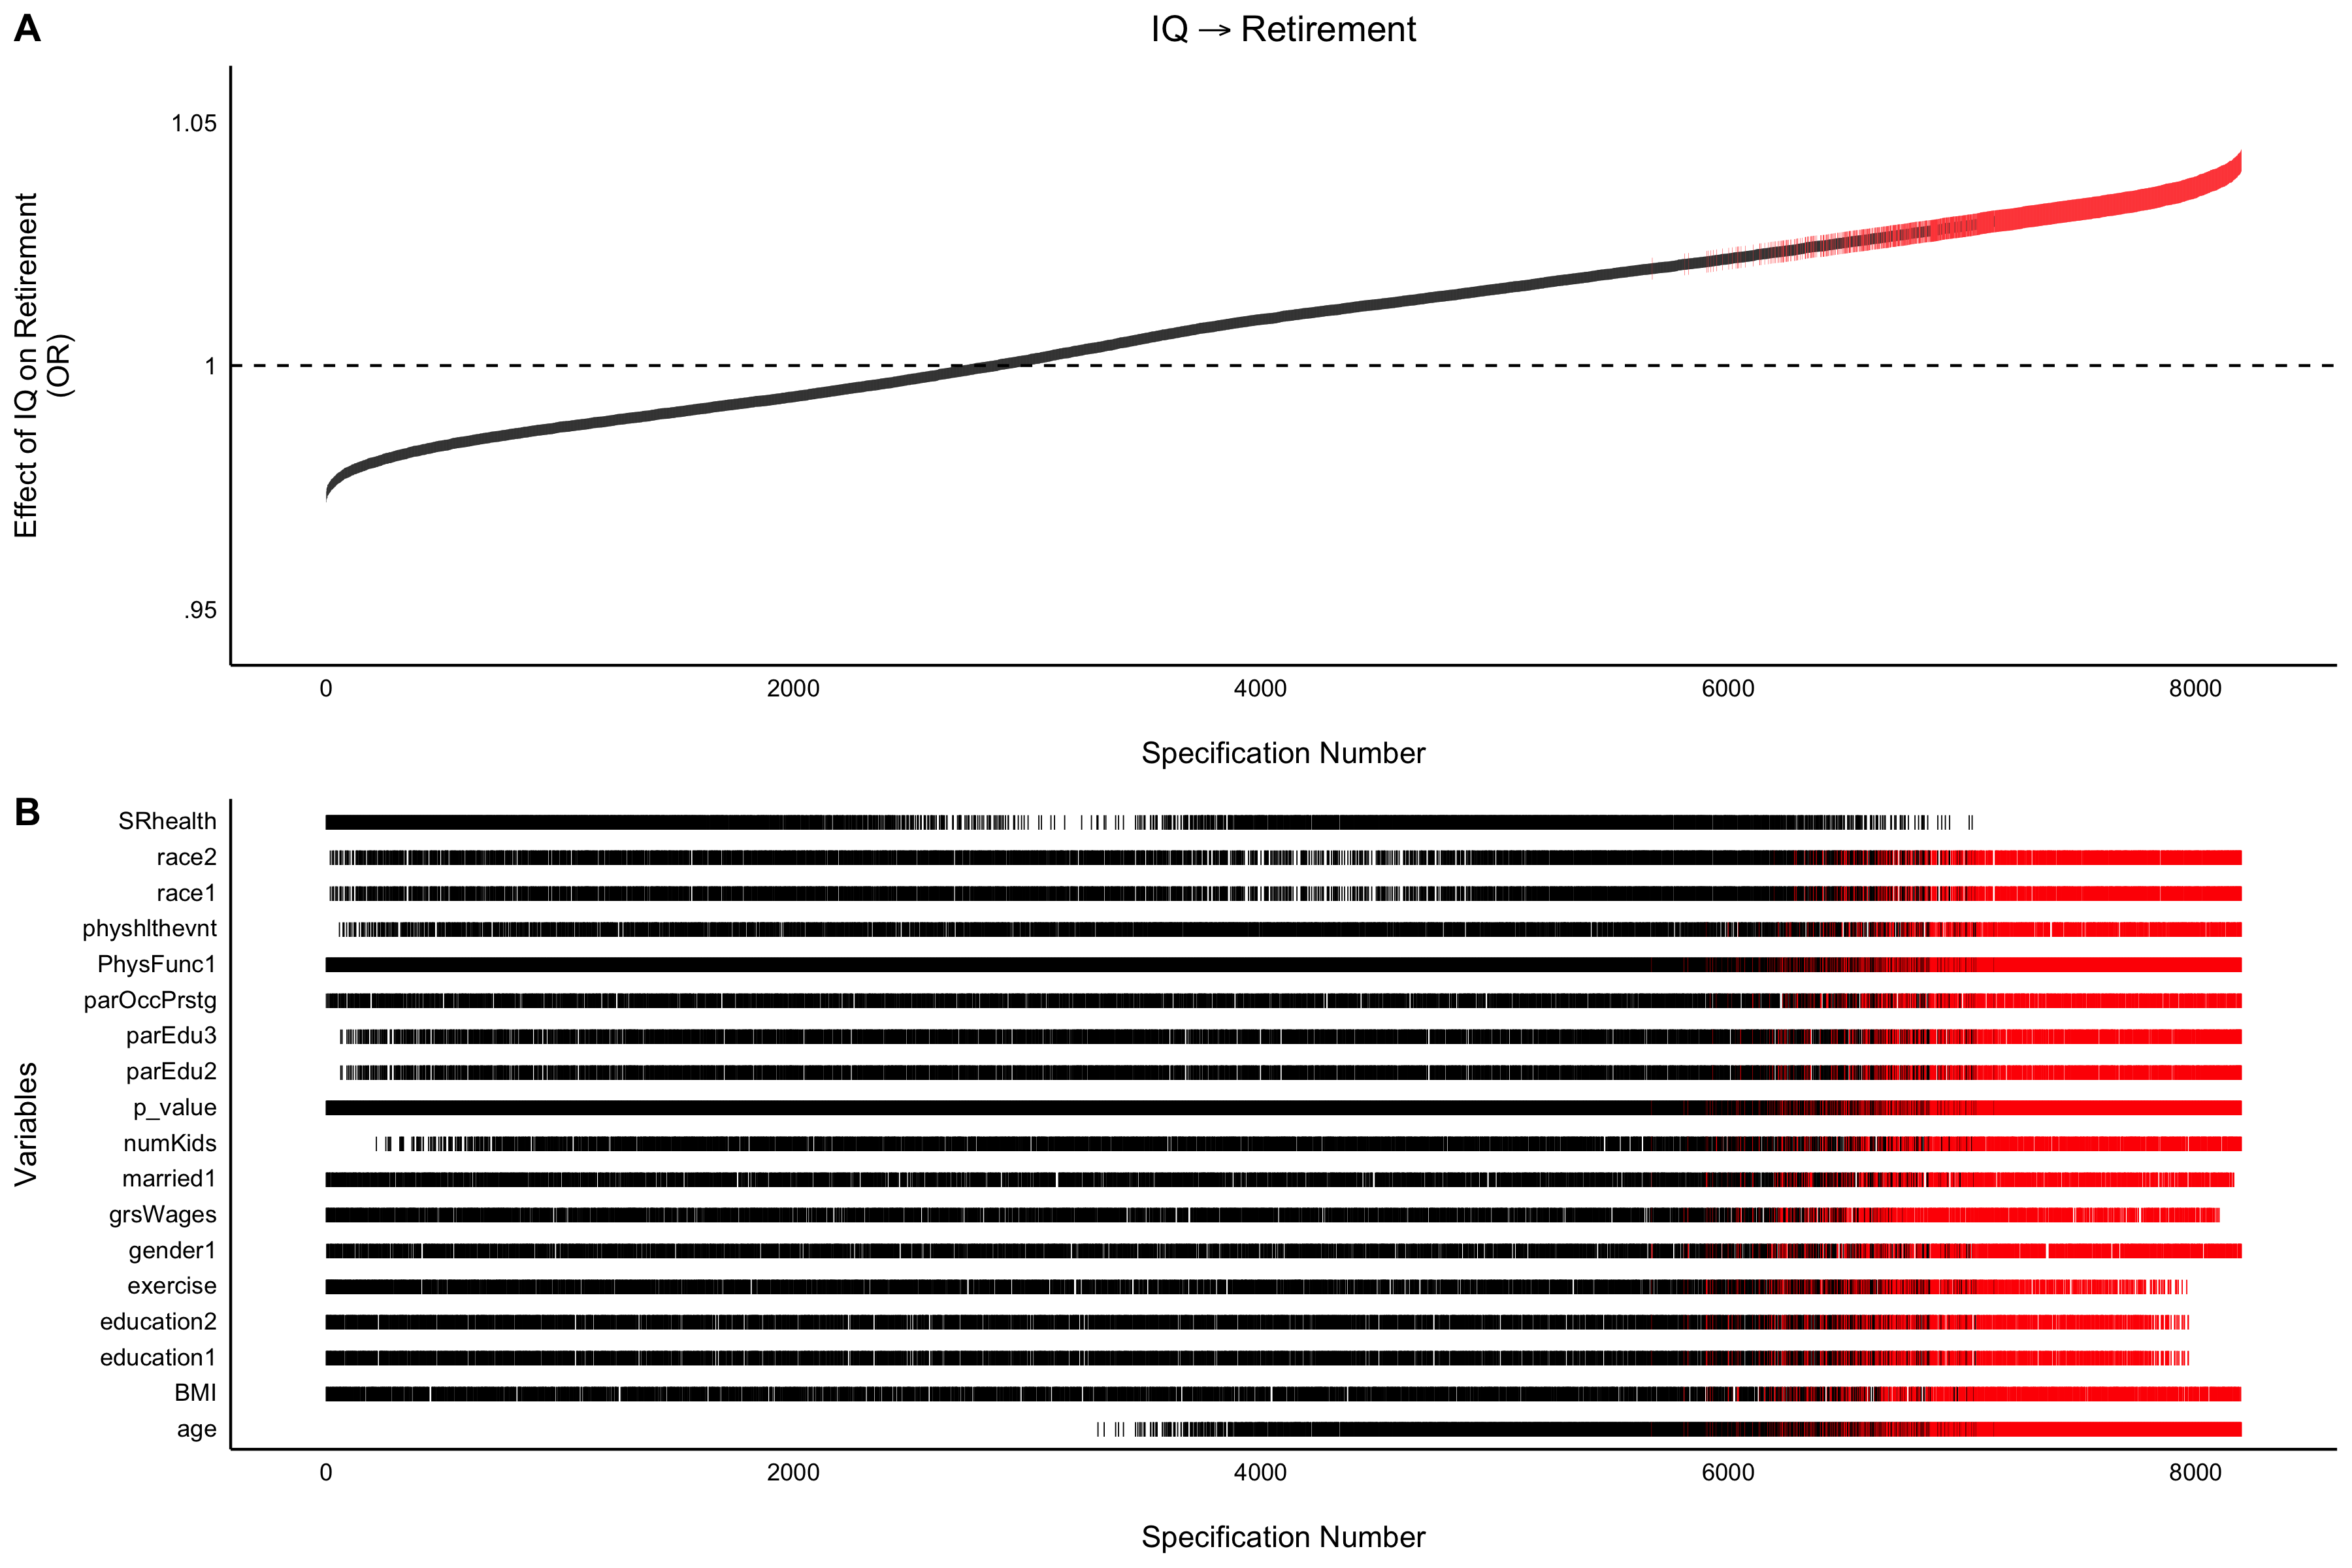 A
IQ → Retirement
Effect of IQ on Retirement
(OR)
1.05
1
.95
0 2000 4000 6000 8000
Specification Number
B
Variables
SRhealth
race2
race1
physhlthevnt
PhysFunc1
parOccPrstg
parEdu3
parEdu2
p_value
numKids
married1
grsWages
gender1
exercise
education2
education1
BMI
age
0 2000 4000 6000 8000
Specification Number